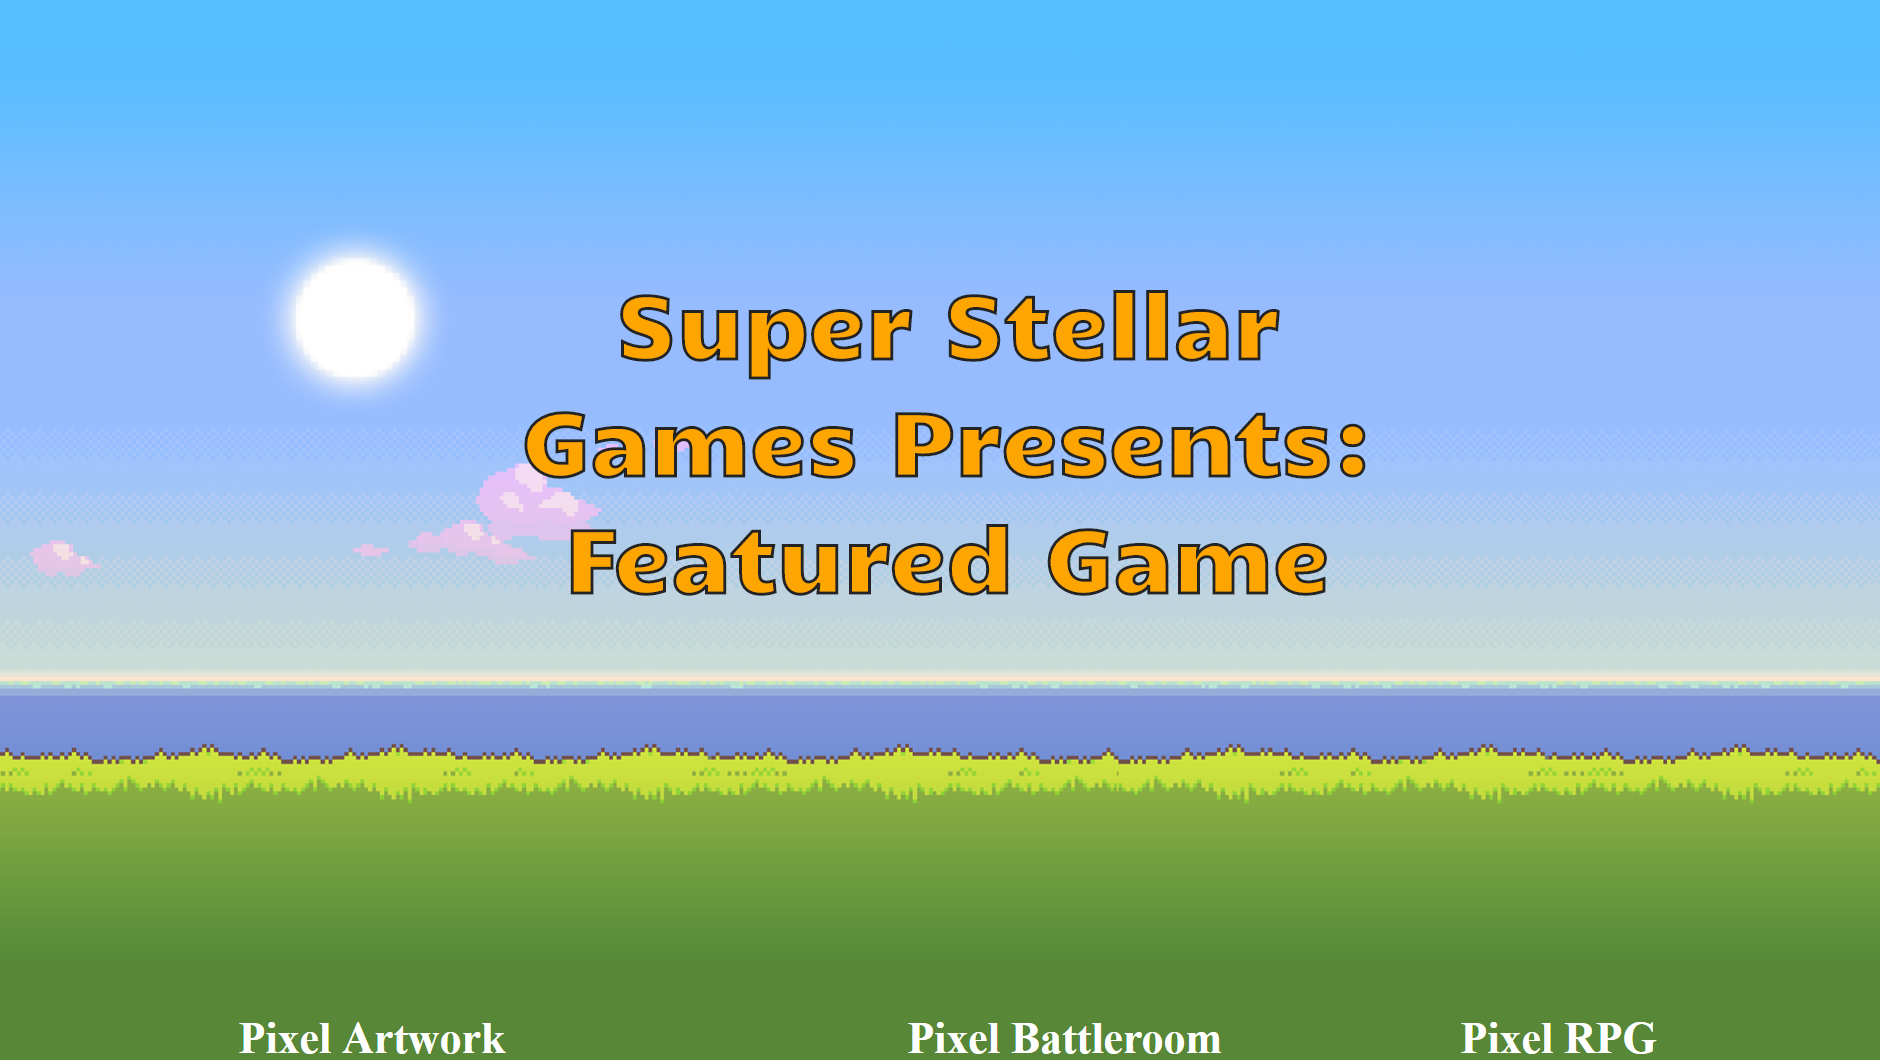 Super Stellar
Games Presents:
Featured Game
Pixel Artwork
Pixel Battleroom
Pixel RPG